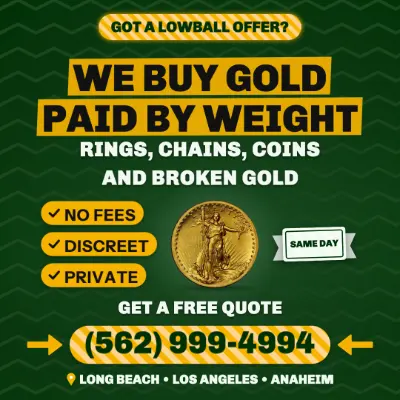 GOT A LOWBALL OFFER?
WE BUY GOLD
PAID BY WEIGHT
RINGS, CHAINS, COINS
AND BROKEN GOLD
NO FEES
DISCREET
PRIVATE
SAME DAY
GET A FREE QUOTE
(562) 999-4994
LONG BEACH • LOS ANGELES • ANAHEIM